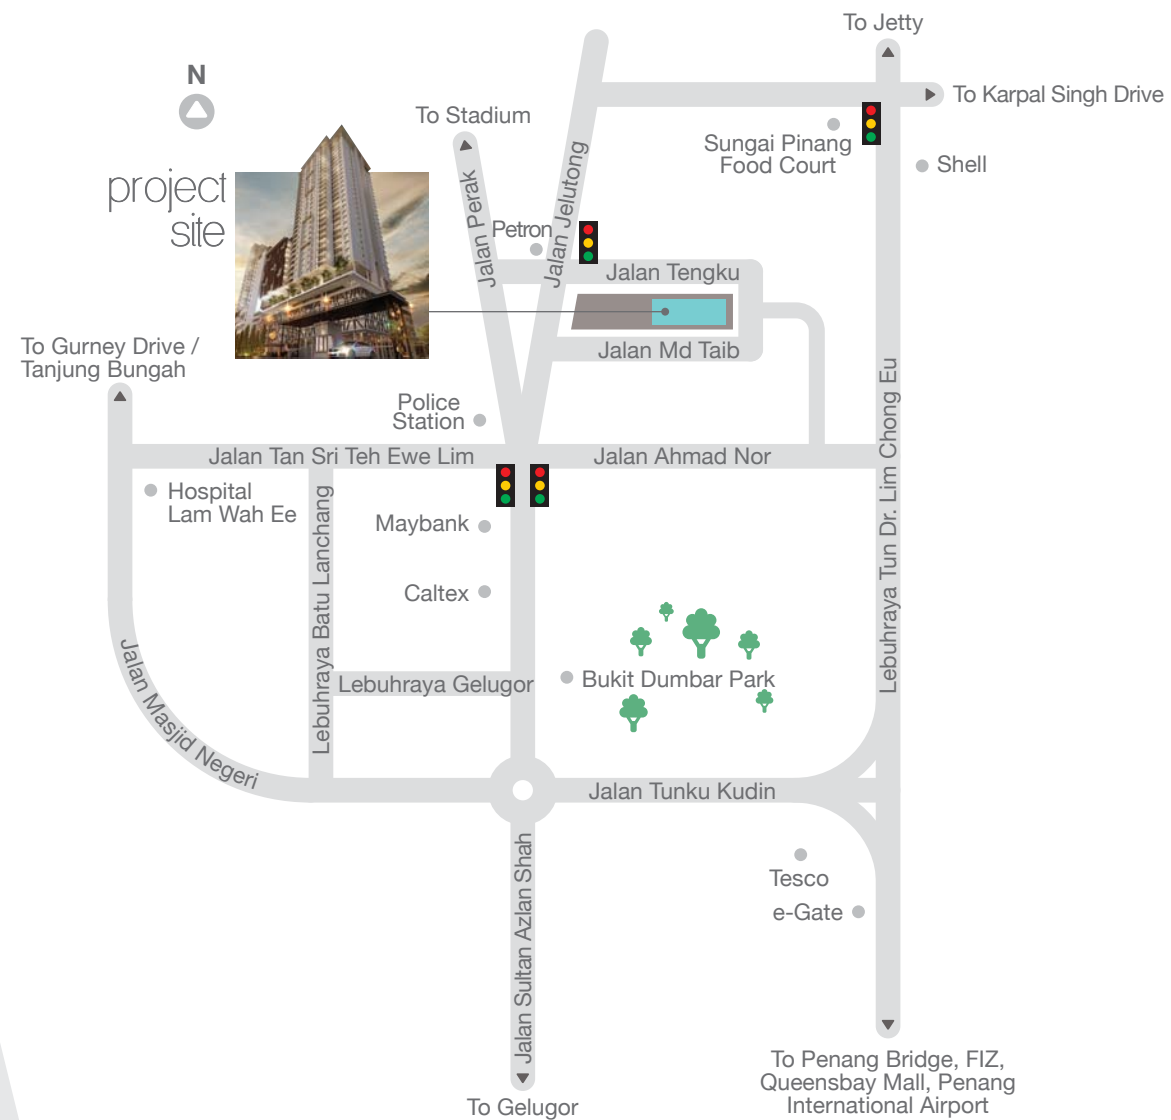 To Jetty
N
To Karpal Singh Drive
To Stadium
Sungai Pinang
Food Court
Shell
project
site
Jalan Perak
Jalan Jelutong
Petron
Jalan Tengku
Jalan Md Taib
To Gurney Drive /
Tanjung Bungah
Police
Station
Jalan Tan Sri Teh Ewe Lim
Jalan Ahmad Nor
Lebuhraya Tun Dr. Lim Chong Eu
Hospital
Lam Wah Ee
Lebuhraya Batu Lanchang
Maybank
Caltex
Lebuhraya Gelugor
Bukit Dumbar Park
Jalan Masjid Negeri
Jalan Tunku Kudin
Jalan Sultan Azlan Shah
Tesco
e-Gate
To Gelugor
To Penang Bridge, FIZ,
Queensbay Mall, Penang
International Airport